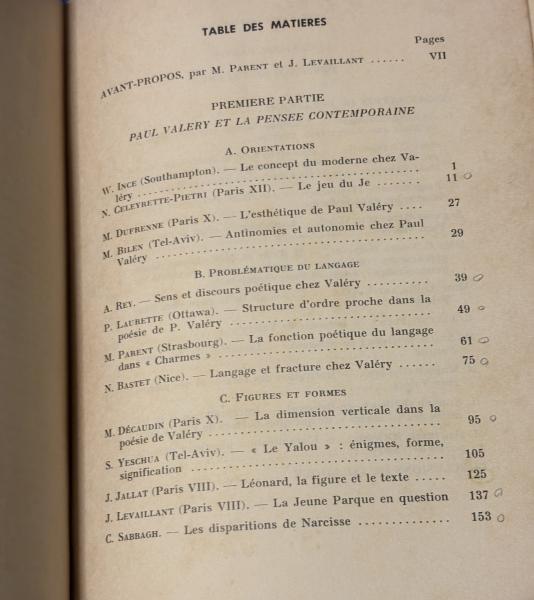 TABLE DES MATIERES
Pages
AVANT-PROPOS, par M. PARENT et J. LEVAILLANT ...... VII
PREMIERE PARTIE
PAUL VALERY ET LA PENSEE CONTEMPORAINE
A. ORIENTATIONS
W. INCE (Southampton). — Le concept du moderne chez Va-
léry ........................................ 1
N. CELEYRETTE-PIETRI (Paris XII). — Le jeu du Je ....... 11
M. DUFRENNE (Paris X). — L'esthétique de Paul Valéry .... 27
M. BILEN (Tel-Aviv). — Antinomies et autonomie chez Paul
Valéry ........................................ 29
B. PROBLÉMATIQUE DU LANGAGE
A. REY. — Sens et discours poétique chez Valéry .......... 39
P. LAURETTE (Ottawa). — Structure d'ordre proche dans la
poésie de P. Valéry ............................. 49
M. PARENT (Strasbourg). — La fonction poétique du langage
dans « Charmes » ............................... 61
N. BASTET (Nice). — Langage et fracture chez Valéry ...... 75
C. FIGURES ET FORMES
M. DÉCAUDIN (Paris X). — La dimension verticale dans la
poésie de Valéry ................................ 95
S. YESCHUA (Tel-Aviv). — « Le Yalou » : énigmes, forme,
signification ................................... 105
J. JALLAT (Paris VIII). — Léonard, la figure et le texte ..... 125
J. LEVAILLANT (Paris VIII). — La Jeune Parque en question 137
C. SABBAGH. — Les disparitions de Narcisse ............. 153